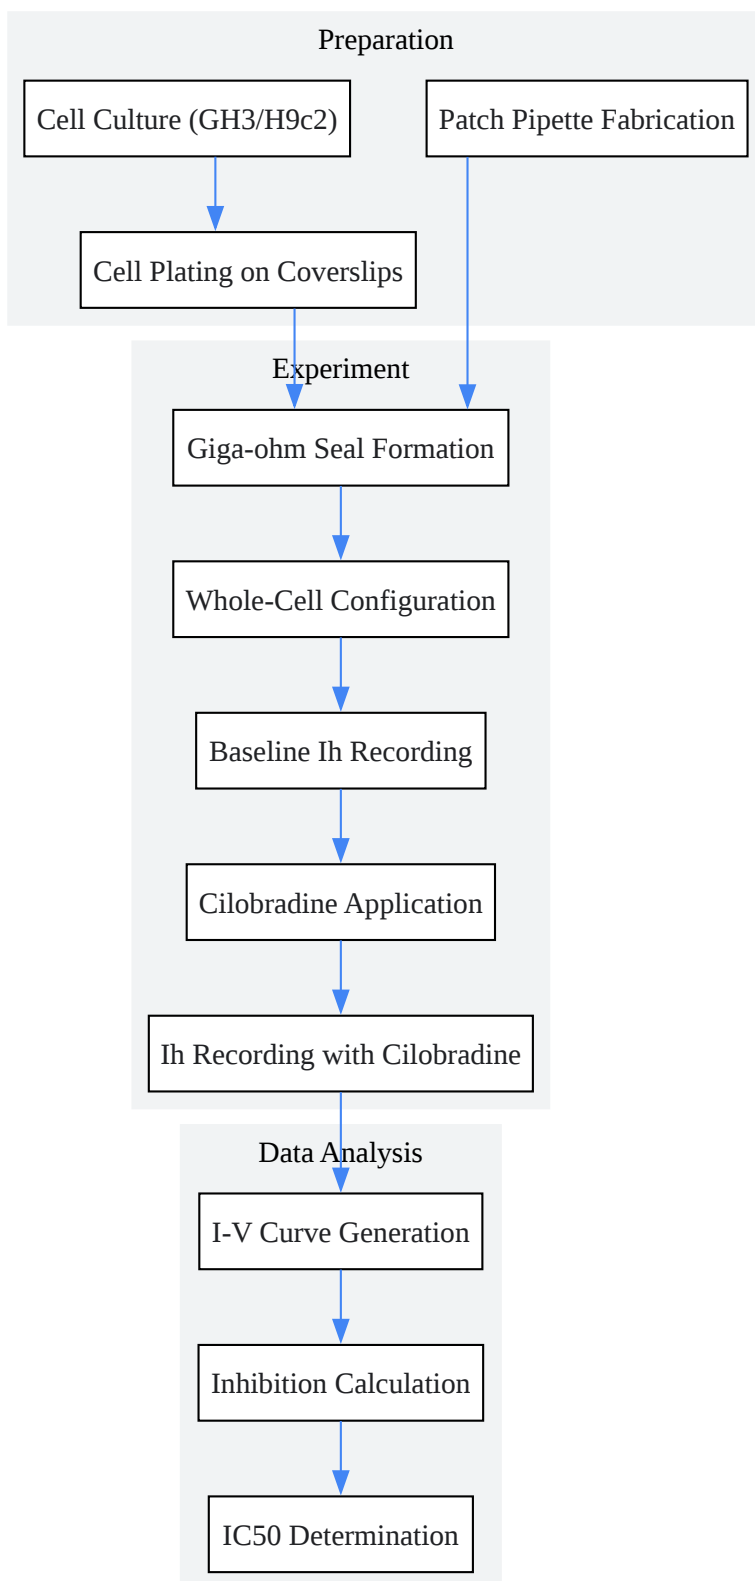 Preparation
Cell Culture (GH3/H9c2)
Patch Pipette Fabrication
Cell Plating on Coverslips
Experiment
Giga-ohm Seal Formation
Whole-Cell Configuration
Baseline Ih Recording
Cilobradine Application
Ih Recording with Cilobradine
Data Analysis
I-V Curve Generation
Inhibition Calculation
IC50 Determination